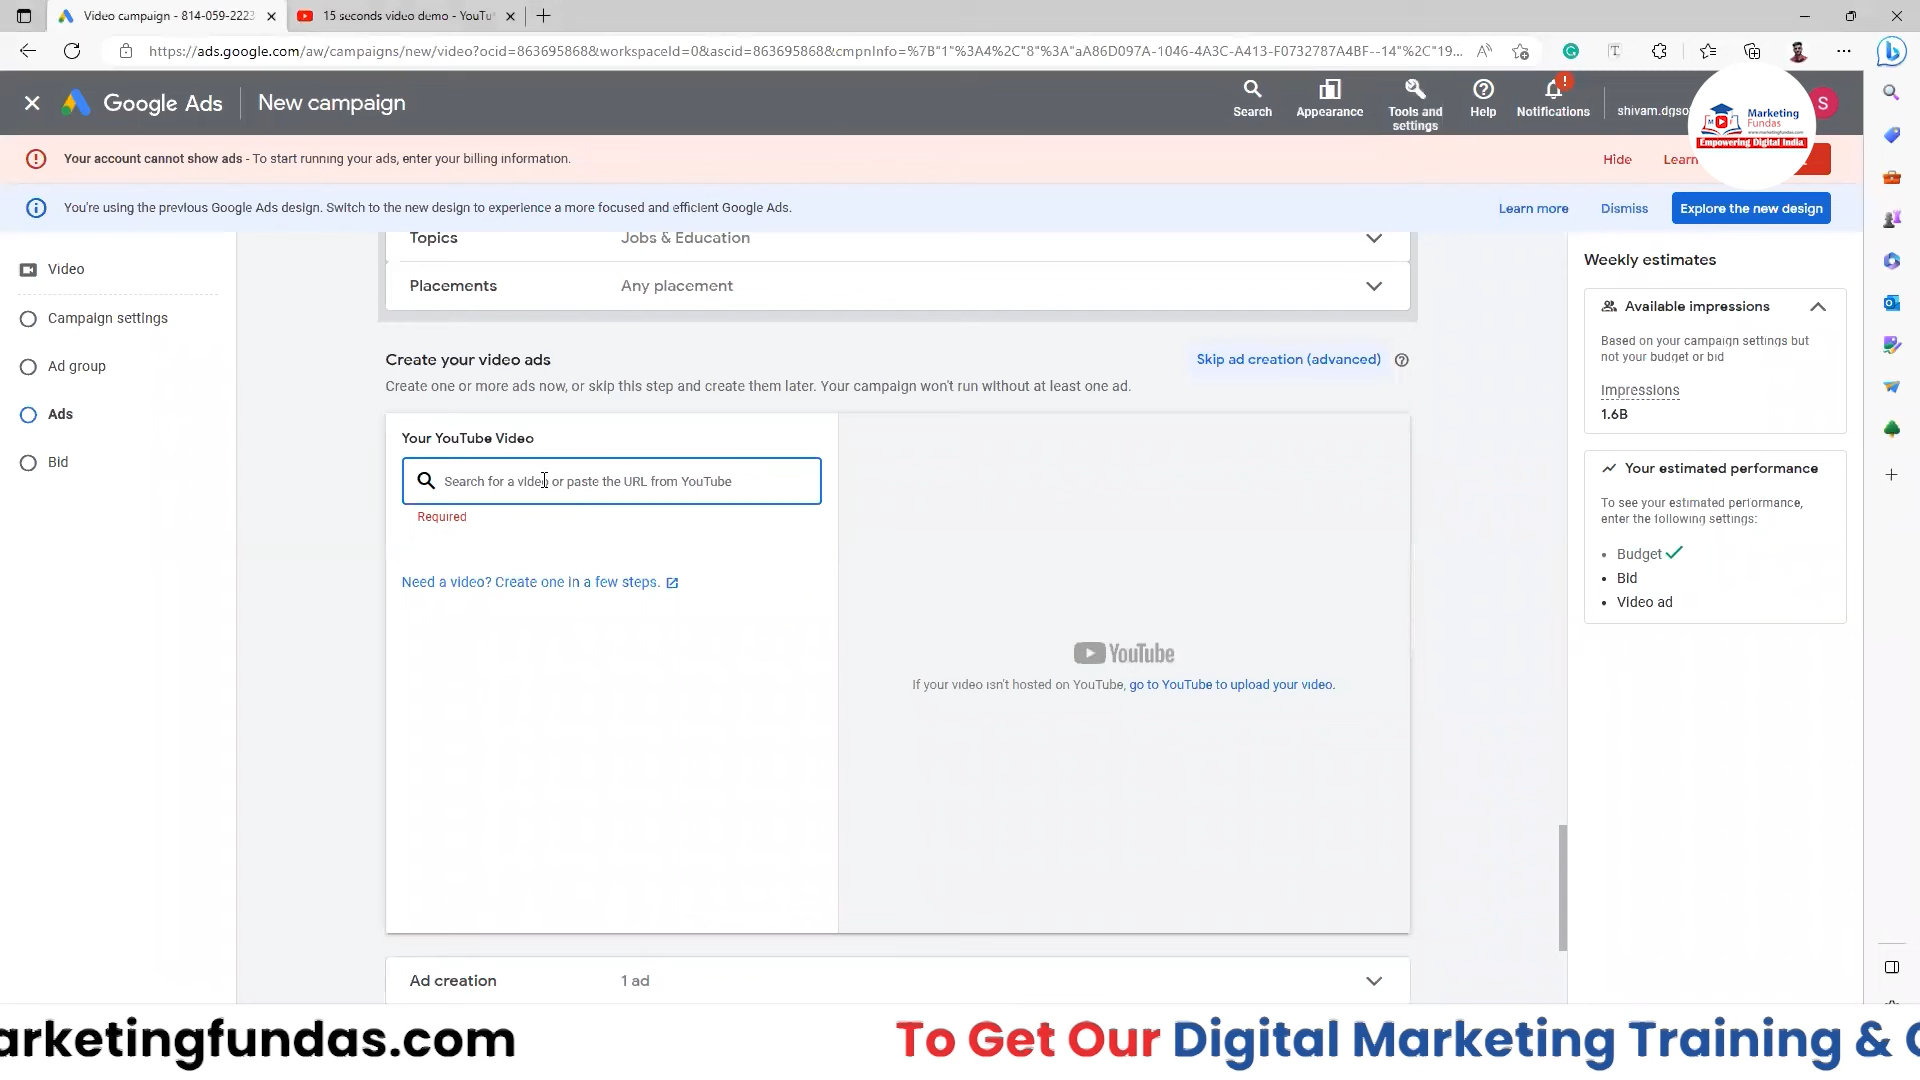 Video campaign - 814-059-2223
15 seconds video demo - YouTu
https://ads.google.com/aw/campaigns/new/video?ocid=863695868&workspaceId=0&ascid=863695868&cmpnInfo=%7B"1"%3A4%2C"8"%3A"aA86D097A-1046-4A3C-A413-F0732787A4BF--14"%2C"19...
Google Ads
New campaign
Search
Appearance
Tools and settings
Help
Notifications
shivam.dgso
S
Marketing
Fundas
www.marketingfundas.com
Empowering Digital India
Your account cannot show ads - To start running your ads, enter your billing information.
Hide
Learn
You're using the previous Google Ads design. Switch to the new design to experience a more focused and efficient Google Ads.
Learn more
Dismiss
Explore the new design
Video
Campaign settings
Ad group
Ads
Bid
Topics
Jobs & Education
Placements
Any placement
Create your video ads
Skip ad creation (advanced)
Create one or more ads now, or skip this step and create them later. Your campaign won't run without at least one ad.
Your YouTube Video
Search for a video or paste the URL from YouTube
Required
Need a video? Create one in a few steps.
YouTube
If your video isn't hosted on YouTube, go to YouTube to upload your video.
Ad creation
1 ad
Weekly estimates
Available impressions
Based on your campaign settings but
not your budget or bid
Impressions
1.6B
Your estimated performance
To see your estimated performance,
enter the following settings:
• Budget
• Bid
• Video ad
arketingfundas.com
To Get Our Digital Marketing Training & C